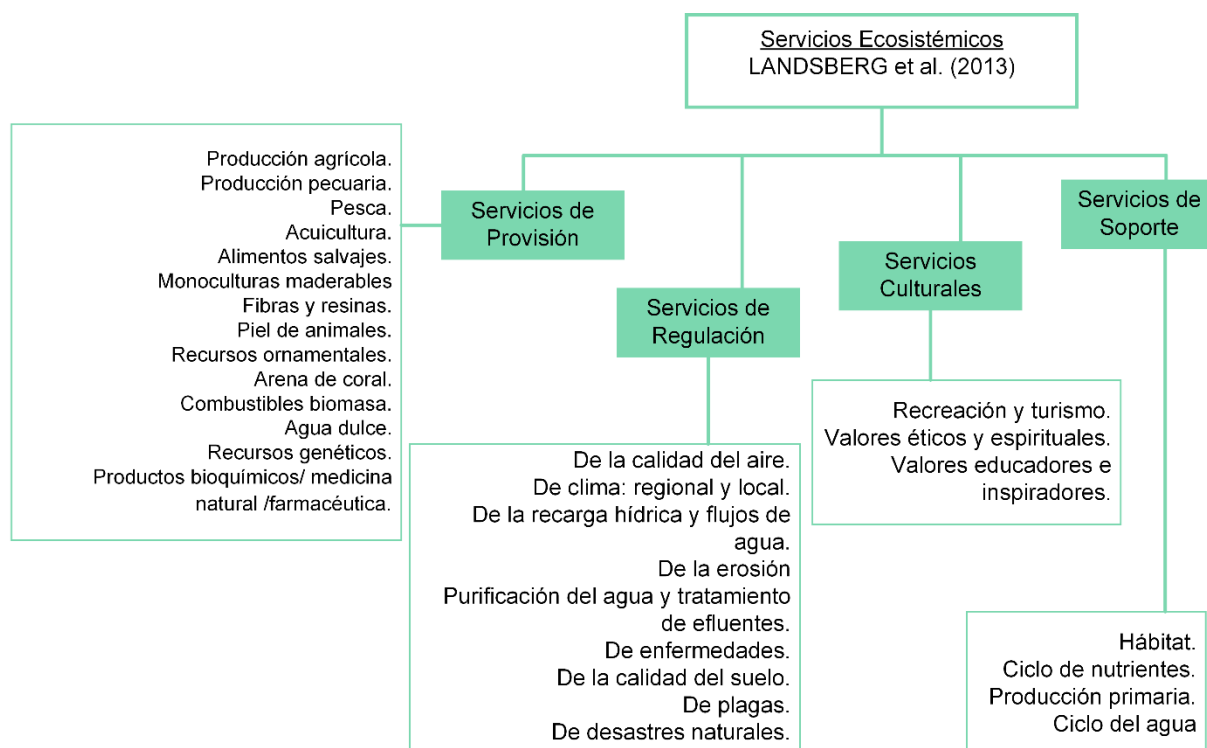 Servicios Ecosistémicos
LANDSBERG et al. (2013)
Servicios de
Provisión
Producción agrícola.
Producción pecuaria.
Pesca.
Acuicultura.
Alimentos salvajes.
Monoculturas maderables
Fibras y resinas.
Piel de animales.
Recursos ornamentales.
Arena de coral.
Combustibles biomasa.
Agua dulce.
Recursos genéticos.
Productos bioquímicos/ medicina
natural /farmacéutica.
Servicios de
Regulación
De la calidad del aire.
De clima: regional y local.
De la recarga hídrica y flujos de
agua.
De la erosión
Purificación del agua y tratamiento
de efluentes.
De enfermedades.
De la calidad del suelo.
De plagas.
De desastres naturales.
Servicios
Culturales
Recreación y turismo.
Valores éticos y espirituales.
Valores educadores e
inspiradores.
Servicios de
Soporte
Hábitat.
Ciclo de nutrientes.
Producción primaria.
Ciclo del agua